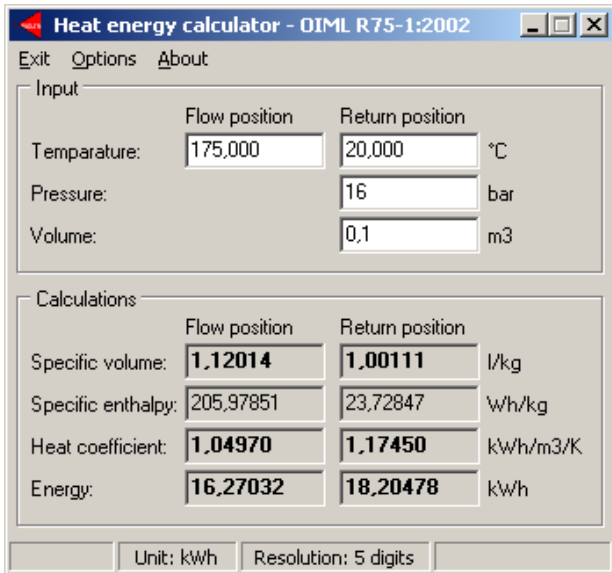 Heat energy calculator - OIML R75-1:2002
Exit Options About
Input
Flow position Return position
Temparature: 175,000 20,000 °C
Pressure: 16 bar
Volume: 0,1 m3
Calculations
Flow position Return position
Specific volume: 1,12014 1,00111 l/kg
Specific enthalpy: 205,97851 23,72847 Wh/kg
Heat coefficient: 1,04970 1,17450 kWh/m3/K
Energy: 16,27032 18,20478 kWh
Unit: kWh Resolution: 5 digits